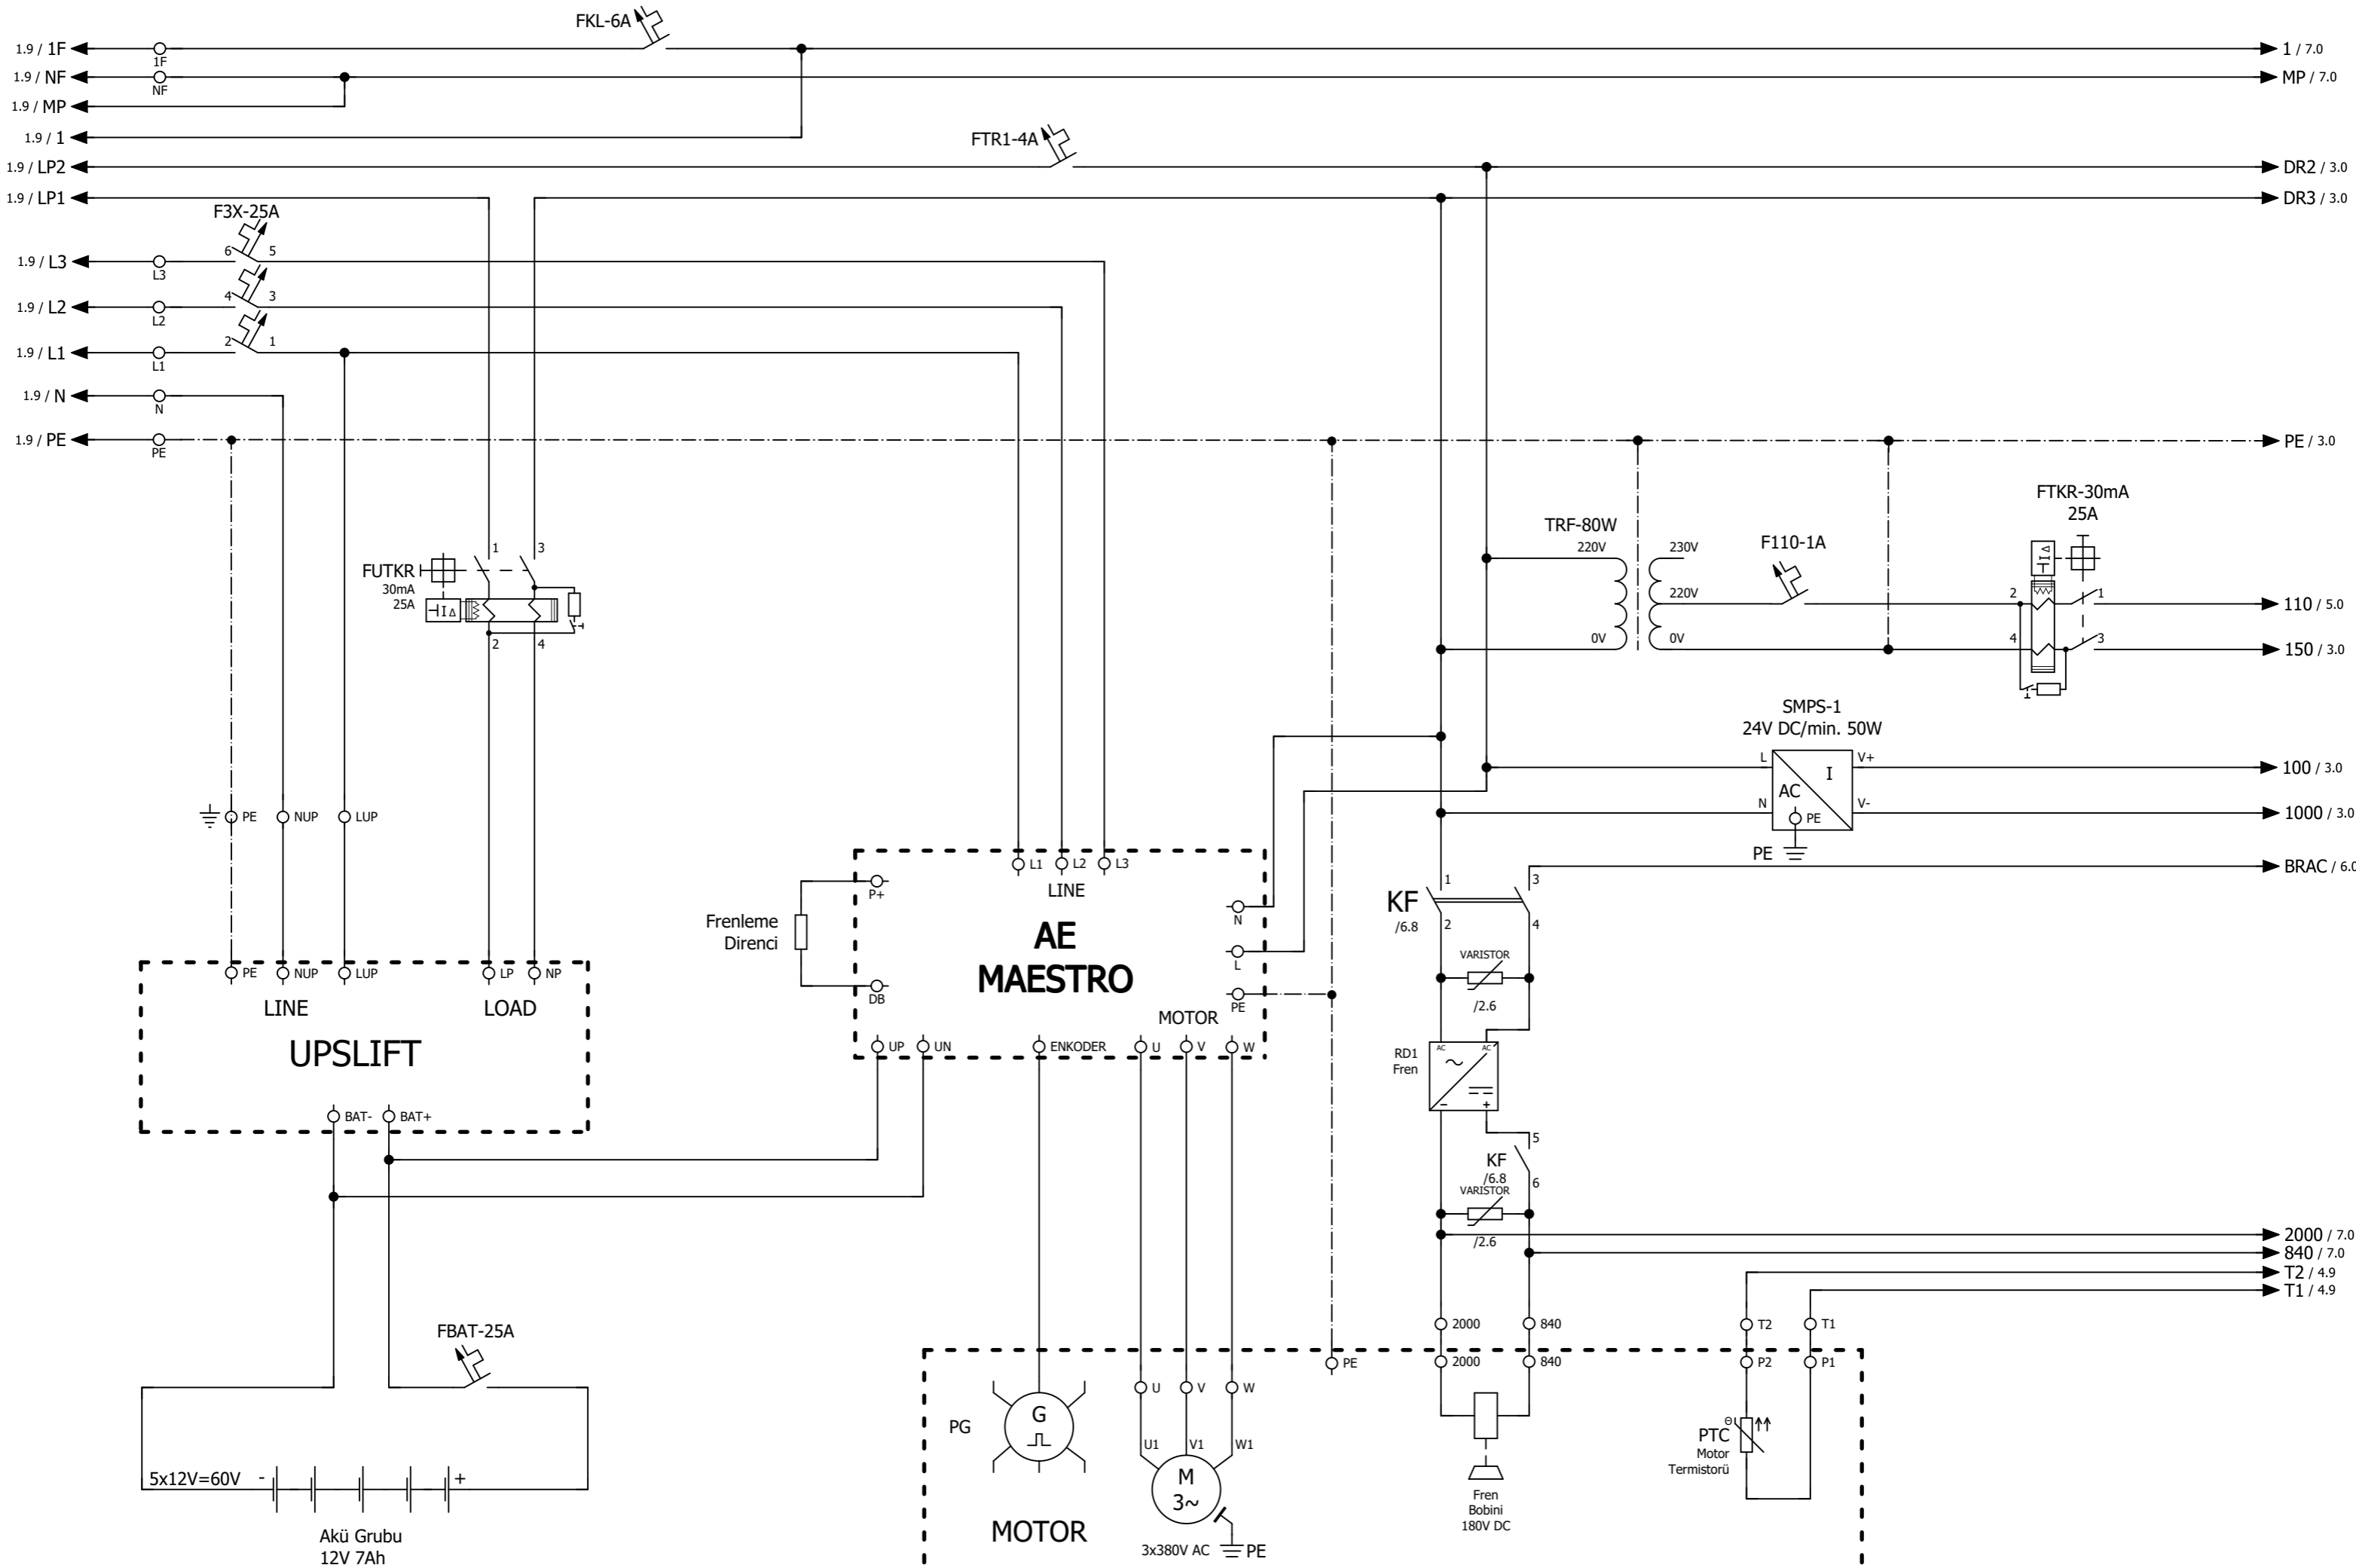 FKL-6A
1.9 / 1F
1F
1 / 7.0
1.9 / NF
NF
MP / 7.0
1.9 / MP
1.9 / 1
FTR1-4A
1.9 / LP2
DR2 / 3.0
1.9 / LP1
DR3 / 3.0
F3X-25A
6 5
1.9 / L3
L3
4 3
1.9 / L2
L2
2 1
1.9 / L1
L1
1.9 / N
N
1.9 / PE
PE
PE / 3.0
FTKR-30mA
25A
TRF-80W
220V
230V
F110-1A
1 3
FUTKR
30mA
25A
I Δ
2 4
220V
0V
0V
I Δ
2 1
4 3
110 / 5.0
150 / 3.0
SMPS-1
24V DC/min. 50W
L
V+
I
AC
N
V-
PE
PE
100 / 3.0
1000 / 3.0
PE
NUP
LUP
BRAC / 6.0
L1
L2
L3
LINE
P+
N
Frenleme
Direnci
AE
MAESTRO
L
DB
PE
MOTOR
UP
UN
ENKODER
U
V
W
1 3
KF
/6.8
2 4
VARISTOR
/2.6
PE
NUP
LUP
LP
NP
LINE
LOAD
UPSLIFT
BAT-
BAT+
RD1
Fren
AC AC
- +
5
KF
/6.8
6
VARISTOR
/2.6
2000 / 7.0
840 / 7.0
T2 / 4.9
T1 / 4.9
2000
840
T2
T1
FBAT-25A
PE
2000
840
P2
P1
U
V
W
PG
G
U1
V1
W1
M
3~
3x380V AC
PE
MOTOR
Fren
Bobini
180V DC
Θ
PTC
Motor
Termistorü
5x12V=60V
- +
Akü Grubu
12V 7Ah